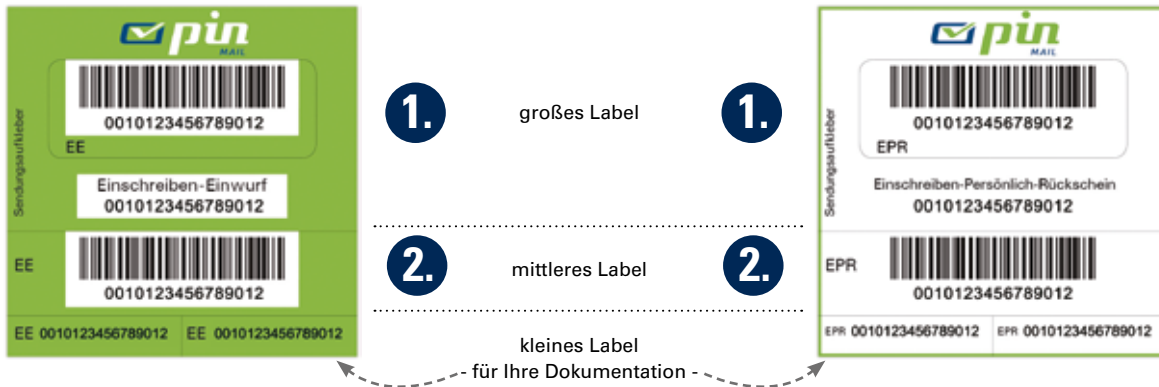 pin
MAIL
0010123456789012
EE
Sendungsaufkleber
Einschreiben-Einwurf
0010123456789012
EE
0010123456789012
EE 0010123456789012
EE 0010123456789012
1.
großes Label
1.
2.
mittleres Label
2.
kleines Label
- für Ihre Dokumentation -
pin
MAIL
0010123456789012
EPR
Sendungsaufkleber
Einschreiben-Persönlich-Rückschein
0010123456789012
EPR
0010123456789012
EPR 0010123456789012
EPR 0010123456789012